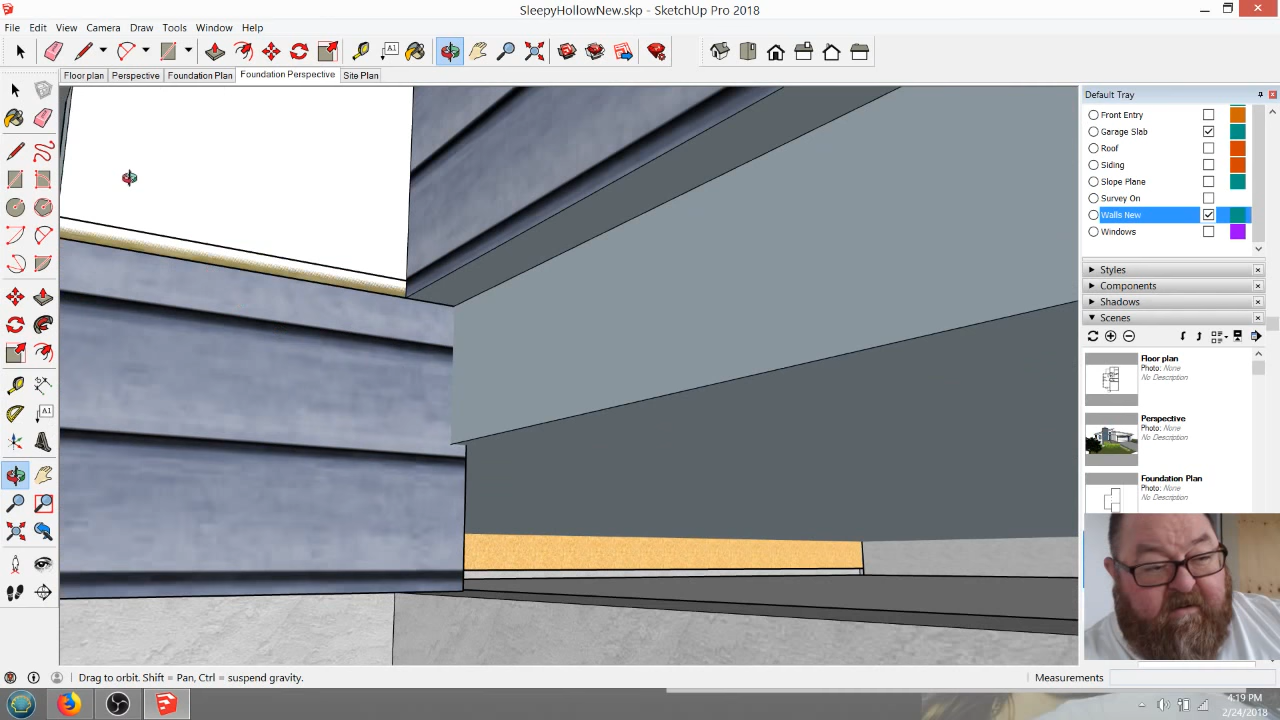 SleepyHollowNew.skp - SketchUp Pro 2018
File Edit View Camera Draw Tools Window Help
Floor plan Perspective Foundation Plan Foundation Perspective Site Plan
Default Tray
Front Entry
Garage Slab
Roof
Siding
Slope Plane
Survey On
Walls New
Windows
Styles
Components
Shadows
Scenes
Floor plan
Photo: None
No Description
Perspective
Photo: None
No Description
Foundation Plan
Photo: None
No Description
Drag to orbit. Shift = Pan, Ctrl = suspend gravity.
Measurements
4:19 PM
2/24/2018